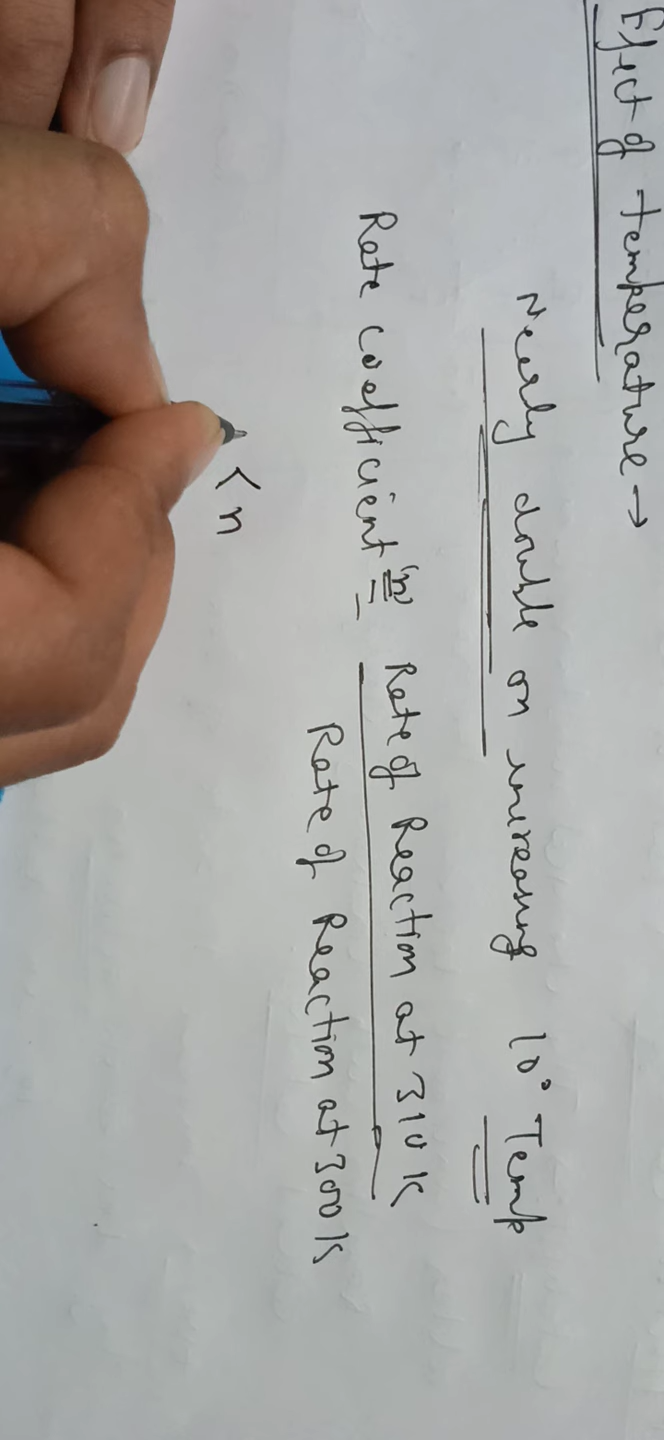 Effect of temperature →
Nearly double on increasing 10° Temp
Rate coefficient "n" = Rate of Reaction at 310 K
Rate of Reaction at 300 K
< n